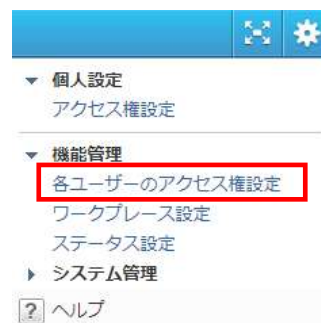 個人設定
アクセス権設定
機能管理
各ユーザーのアクセス権設定
ワークプレース設定
ステータス設定
システム管理
? ヘルプ